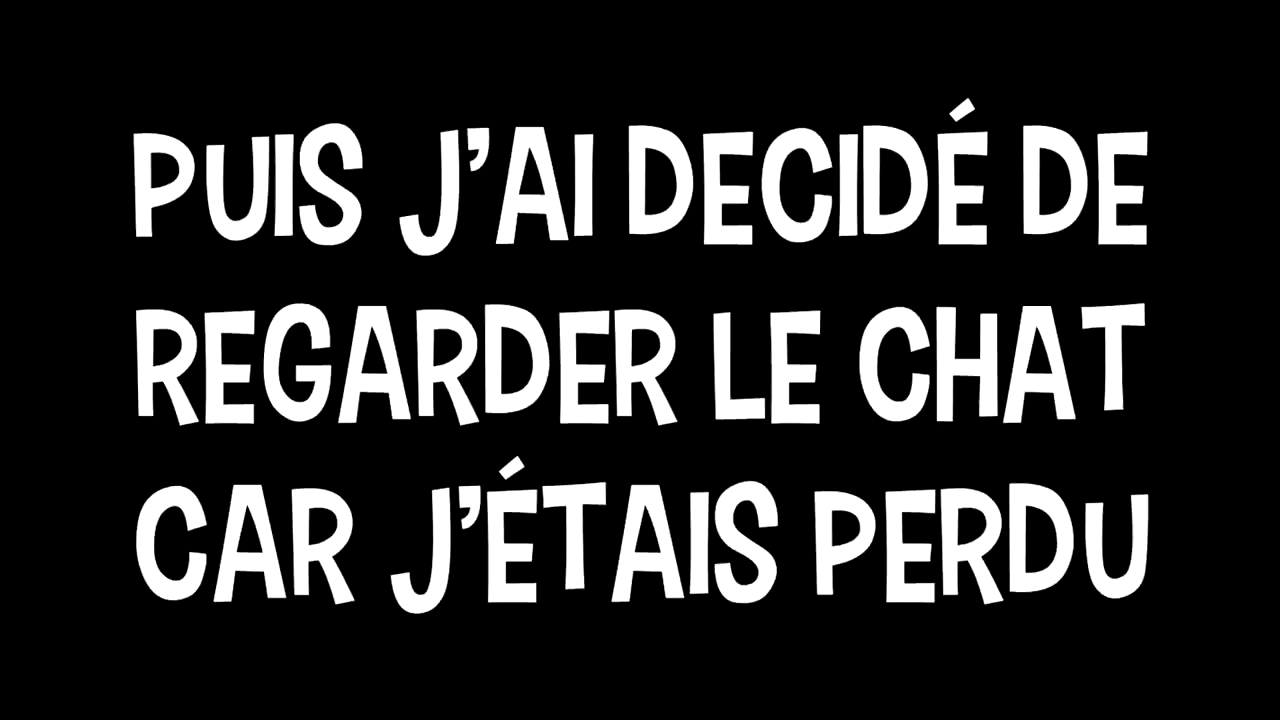 PUIS J’AI DECIDÉ DE
REGARDER LE CHAT
CAR J’ÉTAIS PERDU